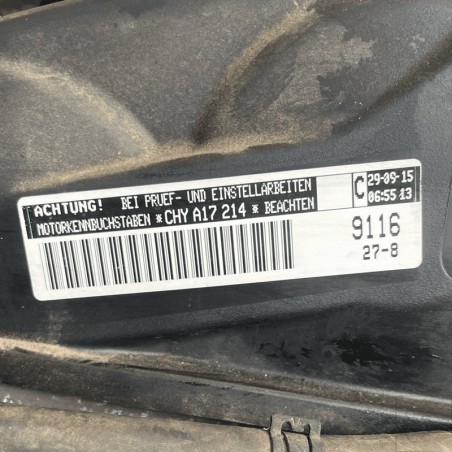 ACHTUNG! BEI PRUEF- UND EINSTELLARBEITEN
MOTORKENNBUCHSTABEN *CHY A17 214* BEACHTEN
C
29-09-15
06:55 13
9116
27-8